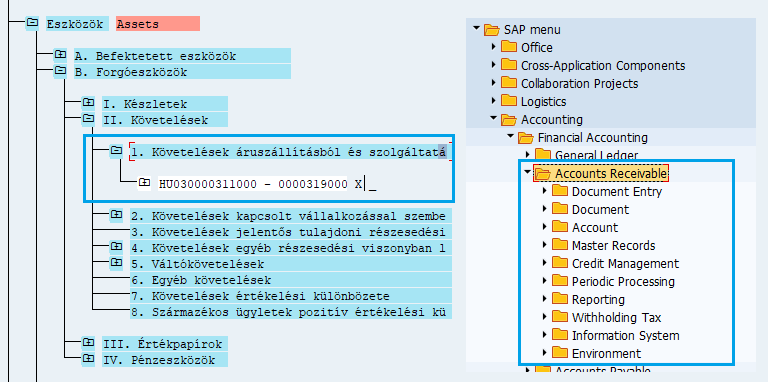 Eszközök Assets
A. Befektetett eszközök
B. Forgóeszközök
I. Készletek
II. Követelések
1. Követelések áruszállításból és szolgáltatá
HU030000311000 - 0000319000 X _
2. Követelések kapcsolt vállalkozással szembe
3. Követelések jelentős tulajdoni részesedési
4. Követelések egyéb részesedési viszonyban l
5. Váltókövetelések
6. Egyéb követelések
7. Követelések értékelési különbözete
8. Származékos ügyletek pozitív értékelési kü
III. Értékpapírok
IV. Pénzeszközök
SAP menu
Office
Cross-Application Components
Collaboration Projects
Logistics
Accounting
Financial Accounting
General Ledger
Accounts Receivable
Document Entry
Document
Account
Master Records
Credit Management
Periodic Processing
Reporting
Withholding Tax
Information System
Environment
Accounts Payable